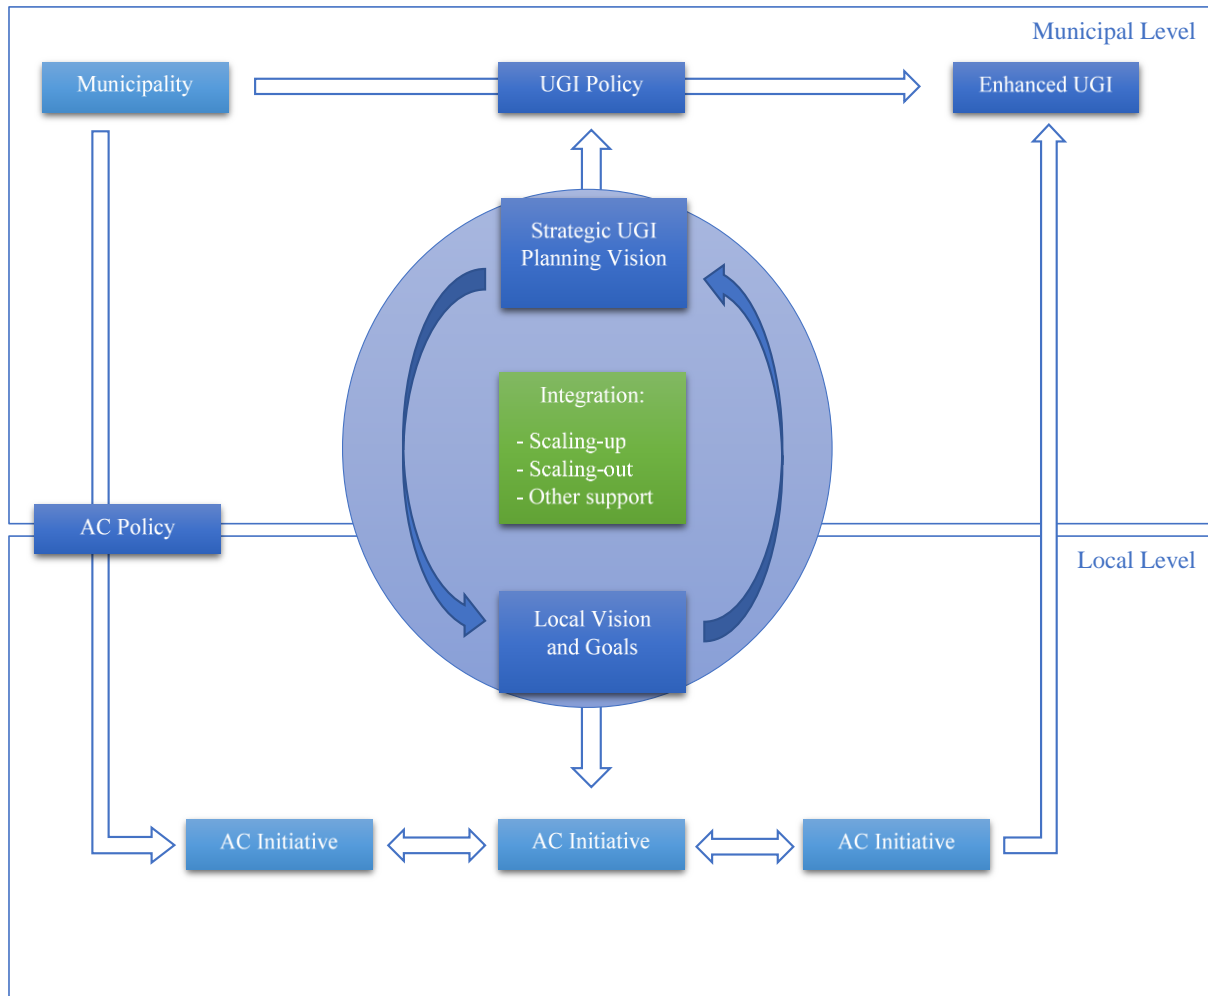 Municipal Level
Municipality
UGI Policy
Enhanced UGI
Strategic UGI
Planning Vision
Integration:
- Scaling-up
- Scaling-out
- Other support
AC Policy
Local Level
Local Vision
and Goals
AC Initiative
AC Initiative
AC Initiative